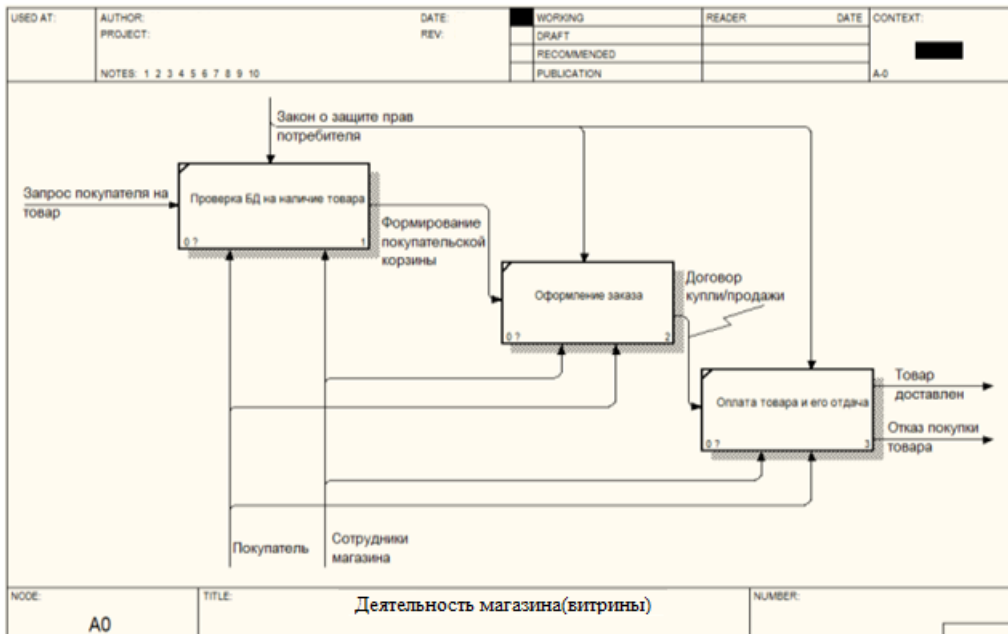 USED AT:
AUTHOR:
DATE:
WORKING
READER
DATE
CONTEXT:
PROJECT:
REV:
DRAFT
RECOMMENDED
NOTES: 1 2 3 4 5 6 7 8 9 10
PUBLICATION
A-0
Закон о защите прав
потребителя
Запрос покупателя на
товар
Проверка БД на наличие товара
0 ?
1
Формирование
покупательской
корзины
Оформление заказа
0 ?
2
Договор
купли/продажи
Оплата товара и его отдача
0 ?
3
Товар
доставлен
Отказ покупки
товара
Покупатель
Сотрудники
магазина
NODE:
A0
TITLE:
Деятельность магазина(витрины)
NUMBER: